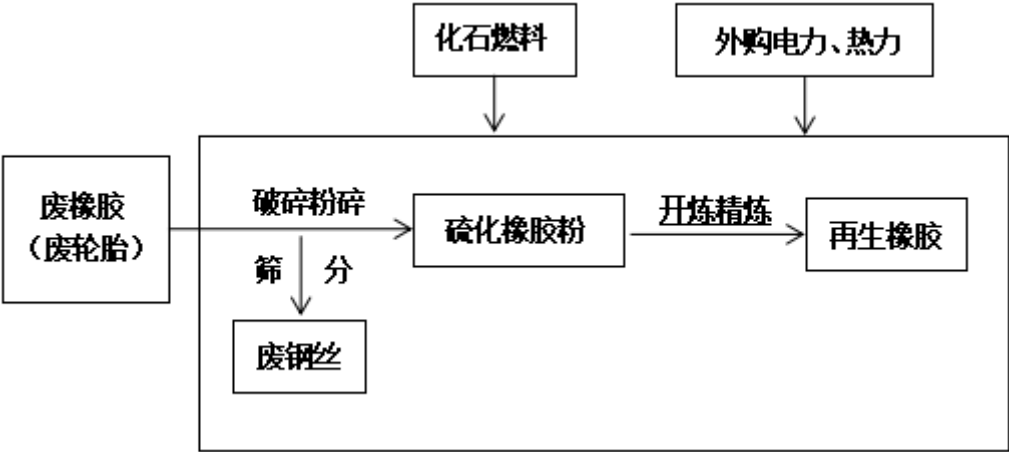 化石燃料
外购电力、热力
废橡胶
（废轮胎）
破碎粉碎
硫化橡胶粉
开炼精炼
再生橡胶
筛 分
废钢丝